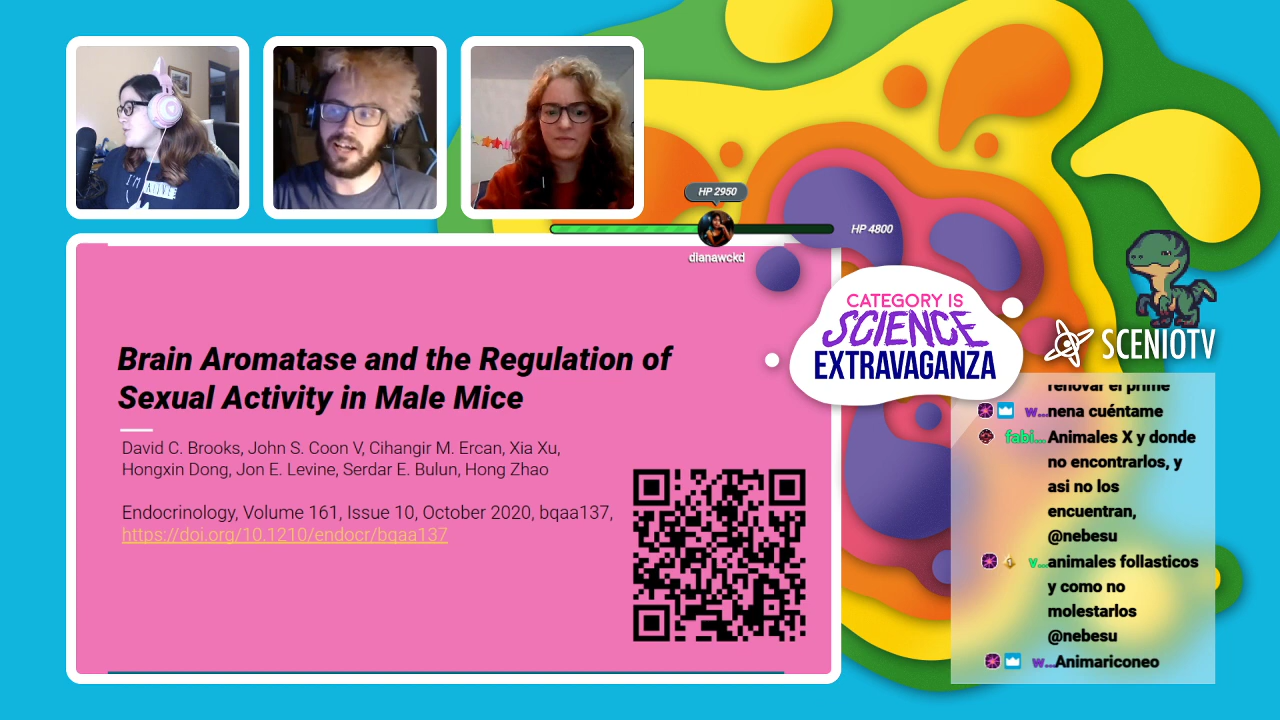 I'M
HP 2950
HP 4800
dianawckd
Brain Aromatase and the Regulation of
Sexual Activity in Male Mice
David C. Brooks, John S. Coon V, Cihangir M. Ercan, Xia Xu,
Hongxin Dong, Jon E. Levine, Serdar E. Bulun, Hong Zhao
Endocrinology, Volume 161, Issue 10, October 2020, bqaa137,
https://doi.org/10.1210/endocr/bqaa137
CATEGORY IS
SCIENCE
EXTRAVAGANZA
SCENIOTV
renovar el prime
w...nena cuéntame
fabi...Animales X y donde
no encontrarlos, y
asi no los
encuentran,
@nebesu
v...animales follasticos
y como no
molestarlos
@nebesu
w...Animariconeo